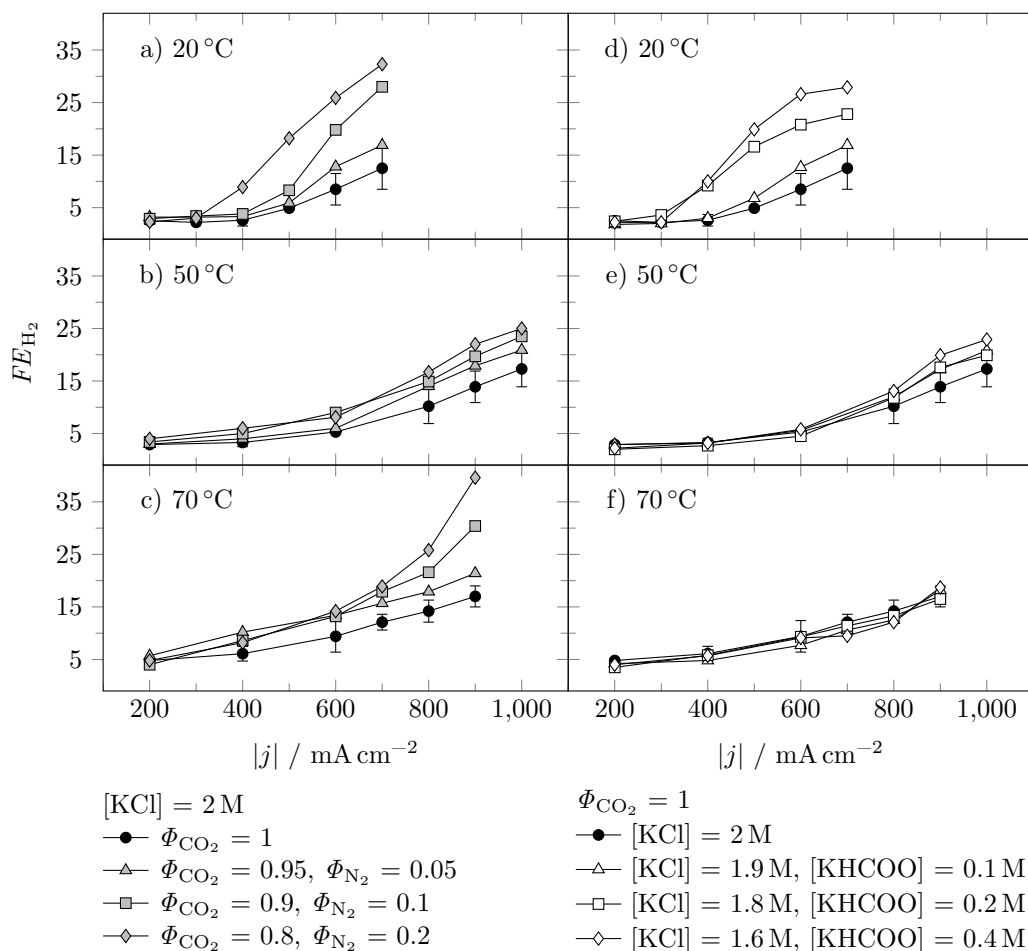 a) 20 °C
35
25
15
5
d) 20 °C
b) 50 °C
35
25
15
5
e) 50 °C
FE_H₂
c) 70 °C
35
25
15
5
f) 70 °C
200 400 600 800 1,000
200 400 600 800 1,000
|j| / mA cm⁻²
|j| / mA cm⁻²
[KCl] = 2 M
Φ_CO₂ = 1
Φ_CO₂ = 0.95, Φ_N₂ = 0.05
Φ_CO₂ = 0.9, Φ_N₂ = 0.1
Φ_CO₂ = 0.8, Φ_N₂ = 0.2
Φ_CO₂ = 1
[KCl] = 2 M
[KCl] = 1.9 M, [KHCOO] = 0.1 M
[KCl] = 1.8 M, [KHCOO] = 0.2 M
[KCl] = 1.6 M, [KHCOO] = 0.4 M